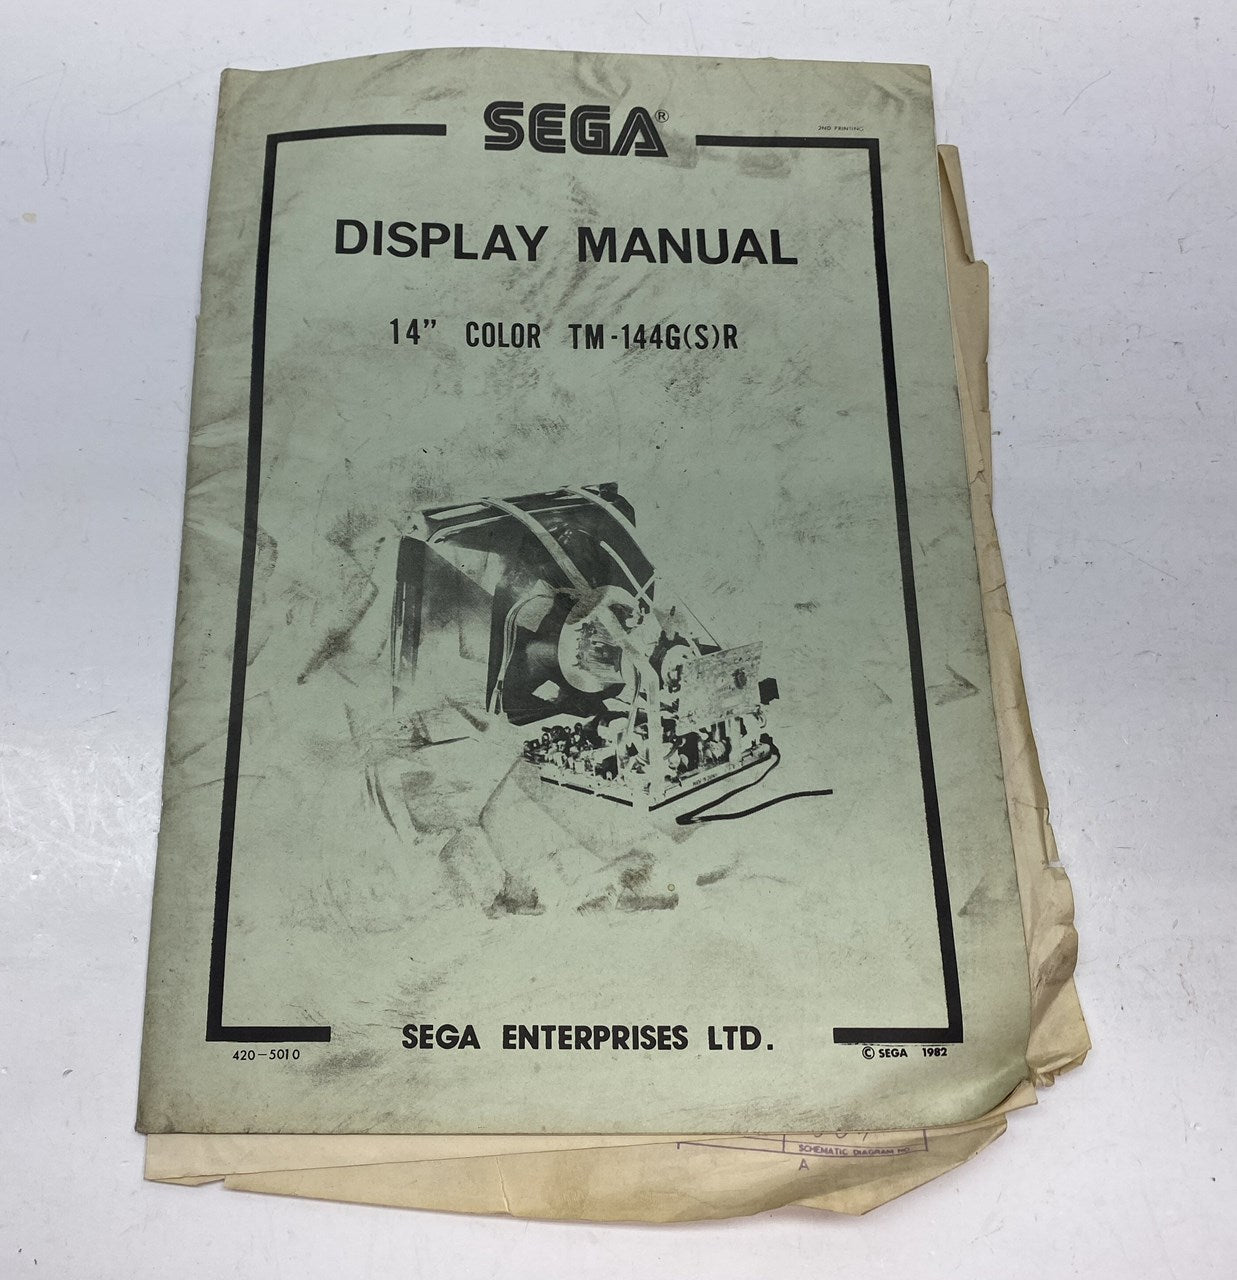 SEGA®
2ND PRINTING
DISPLAY MANUAL
14” COLOR TM-144G(S)R
SEGA ENTERPRISES LTD.
420-5010
© SEGA 1982
SCHEMATIC DIAGRAM NO
A